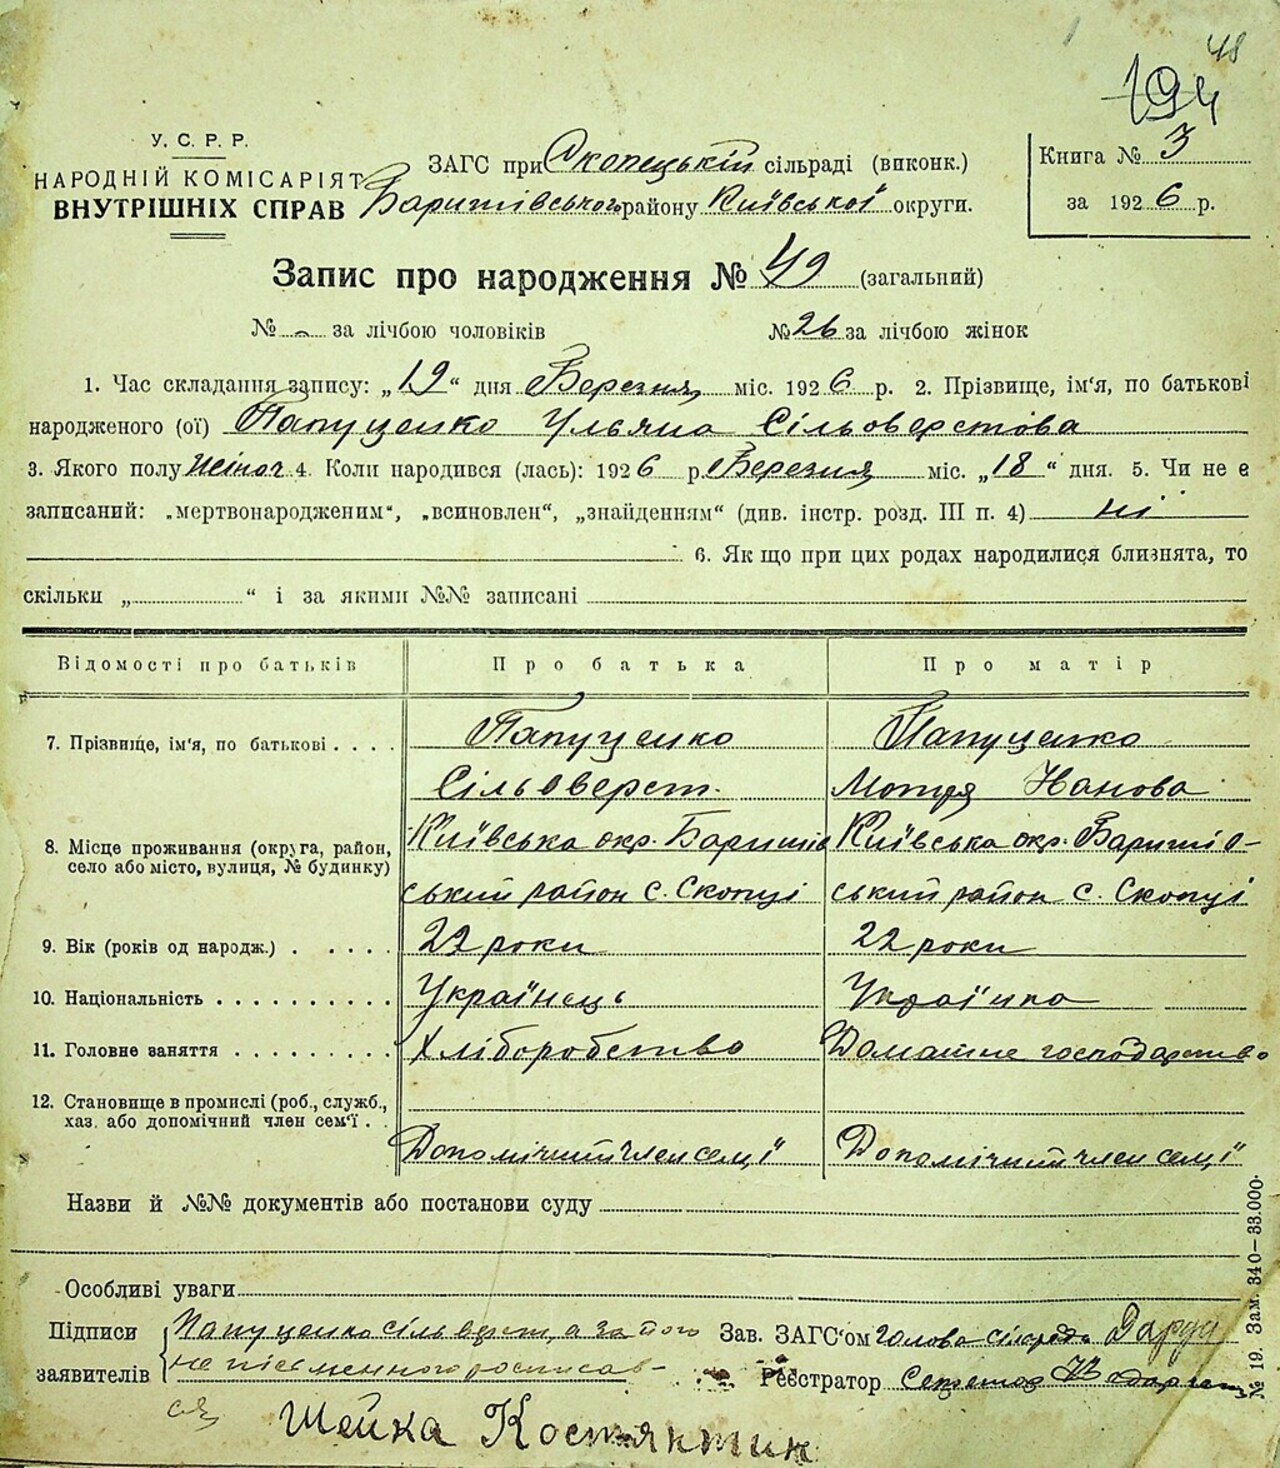 48
194
У. С. Р. Р.
НАРОДНІЙ КОМІСАРІЯТ
ВНУТРІШНІХ СПРАВ
ЗАГС при Скопецькій сільраді (виконк.)
Баришівського району Київської округи.
Книга № 3
за 1926 р.
Запис про народження № 49 (загальний)
№ за лічбою чоловіків № 26 за лічбою жінок
1. Час складання запису: „19“ дня Березня міс. 1926 р. 2. Прізвище, ім‘я, по батькові
народженого (ої) Папуценко Ульяна Сільоверстова
3. Якого полу жіноч 4. Коли народився (лась): 1926 р. Березня міс. „18“ дня. 5. Чи не є
записаний: „мертвонародженим“, „всиновлен“, „знайденням“ (див. інстр. розд. III п. 4) ні
6. Як що при цих родах народилися близнята, то
скільки „ “ і за якими №№ записані
Відомості про батьків Про батька Про матір
7. Прізвище, ім‘я, по батькові Папуценко Папуценко
Сільоверст. Мотря Іванова
8. Місце проживання (округа, район, Київська окр. Баришів Київська окр. Баришів-
село або місто, вулиця, № будинку) ський район с. Скопці ський район с. Скопці
9. Вік (років од народж.) 22 роки 22 роки
10. Національність Українець Українка
11. Головне заняття Хліборобство Домашнє господарство
12. Становище в промислі (роб., служб.,
хаз. або допомічний член сем‘ї
Допомічний член семї Допомічний член семї
Назви й №№ документів або постанови суду
Особливі уваги
Підписи Папуценко сільверст, а за його Зав. ЗАГС‘ом голова сілради
заявителів не písьменного росписав- Реєстратор
ся Шейка Костянтин
№ 19. Зам. 340—33.000.